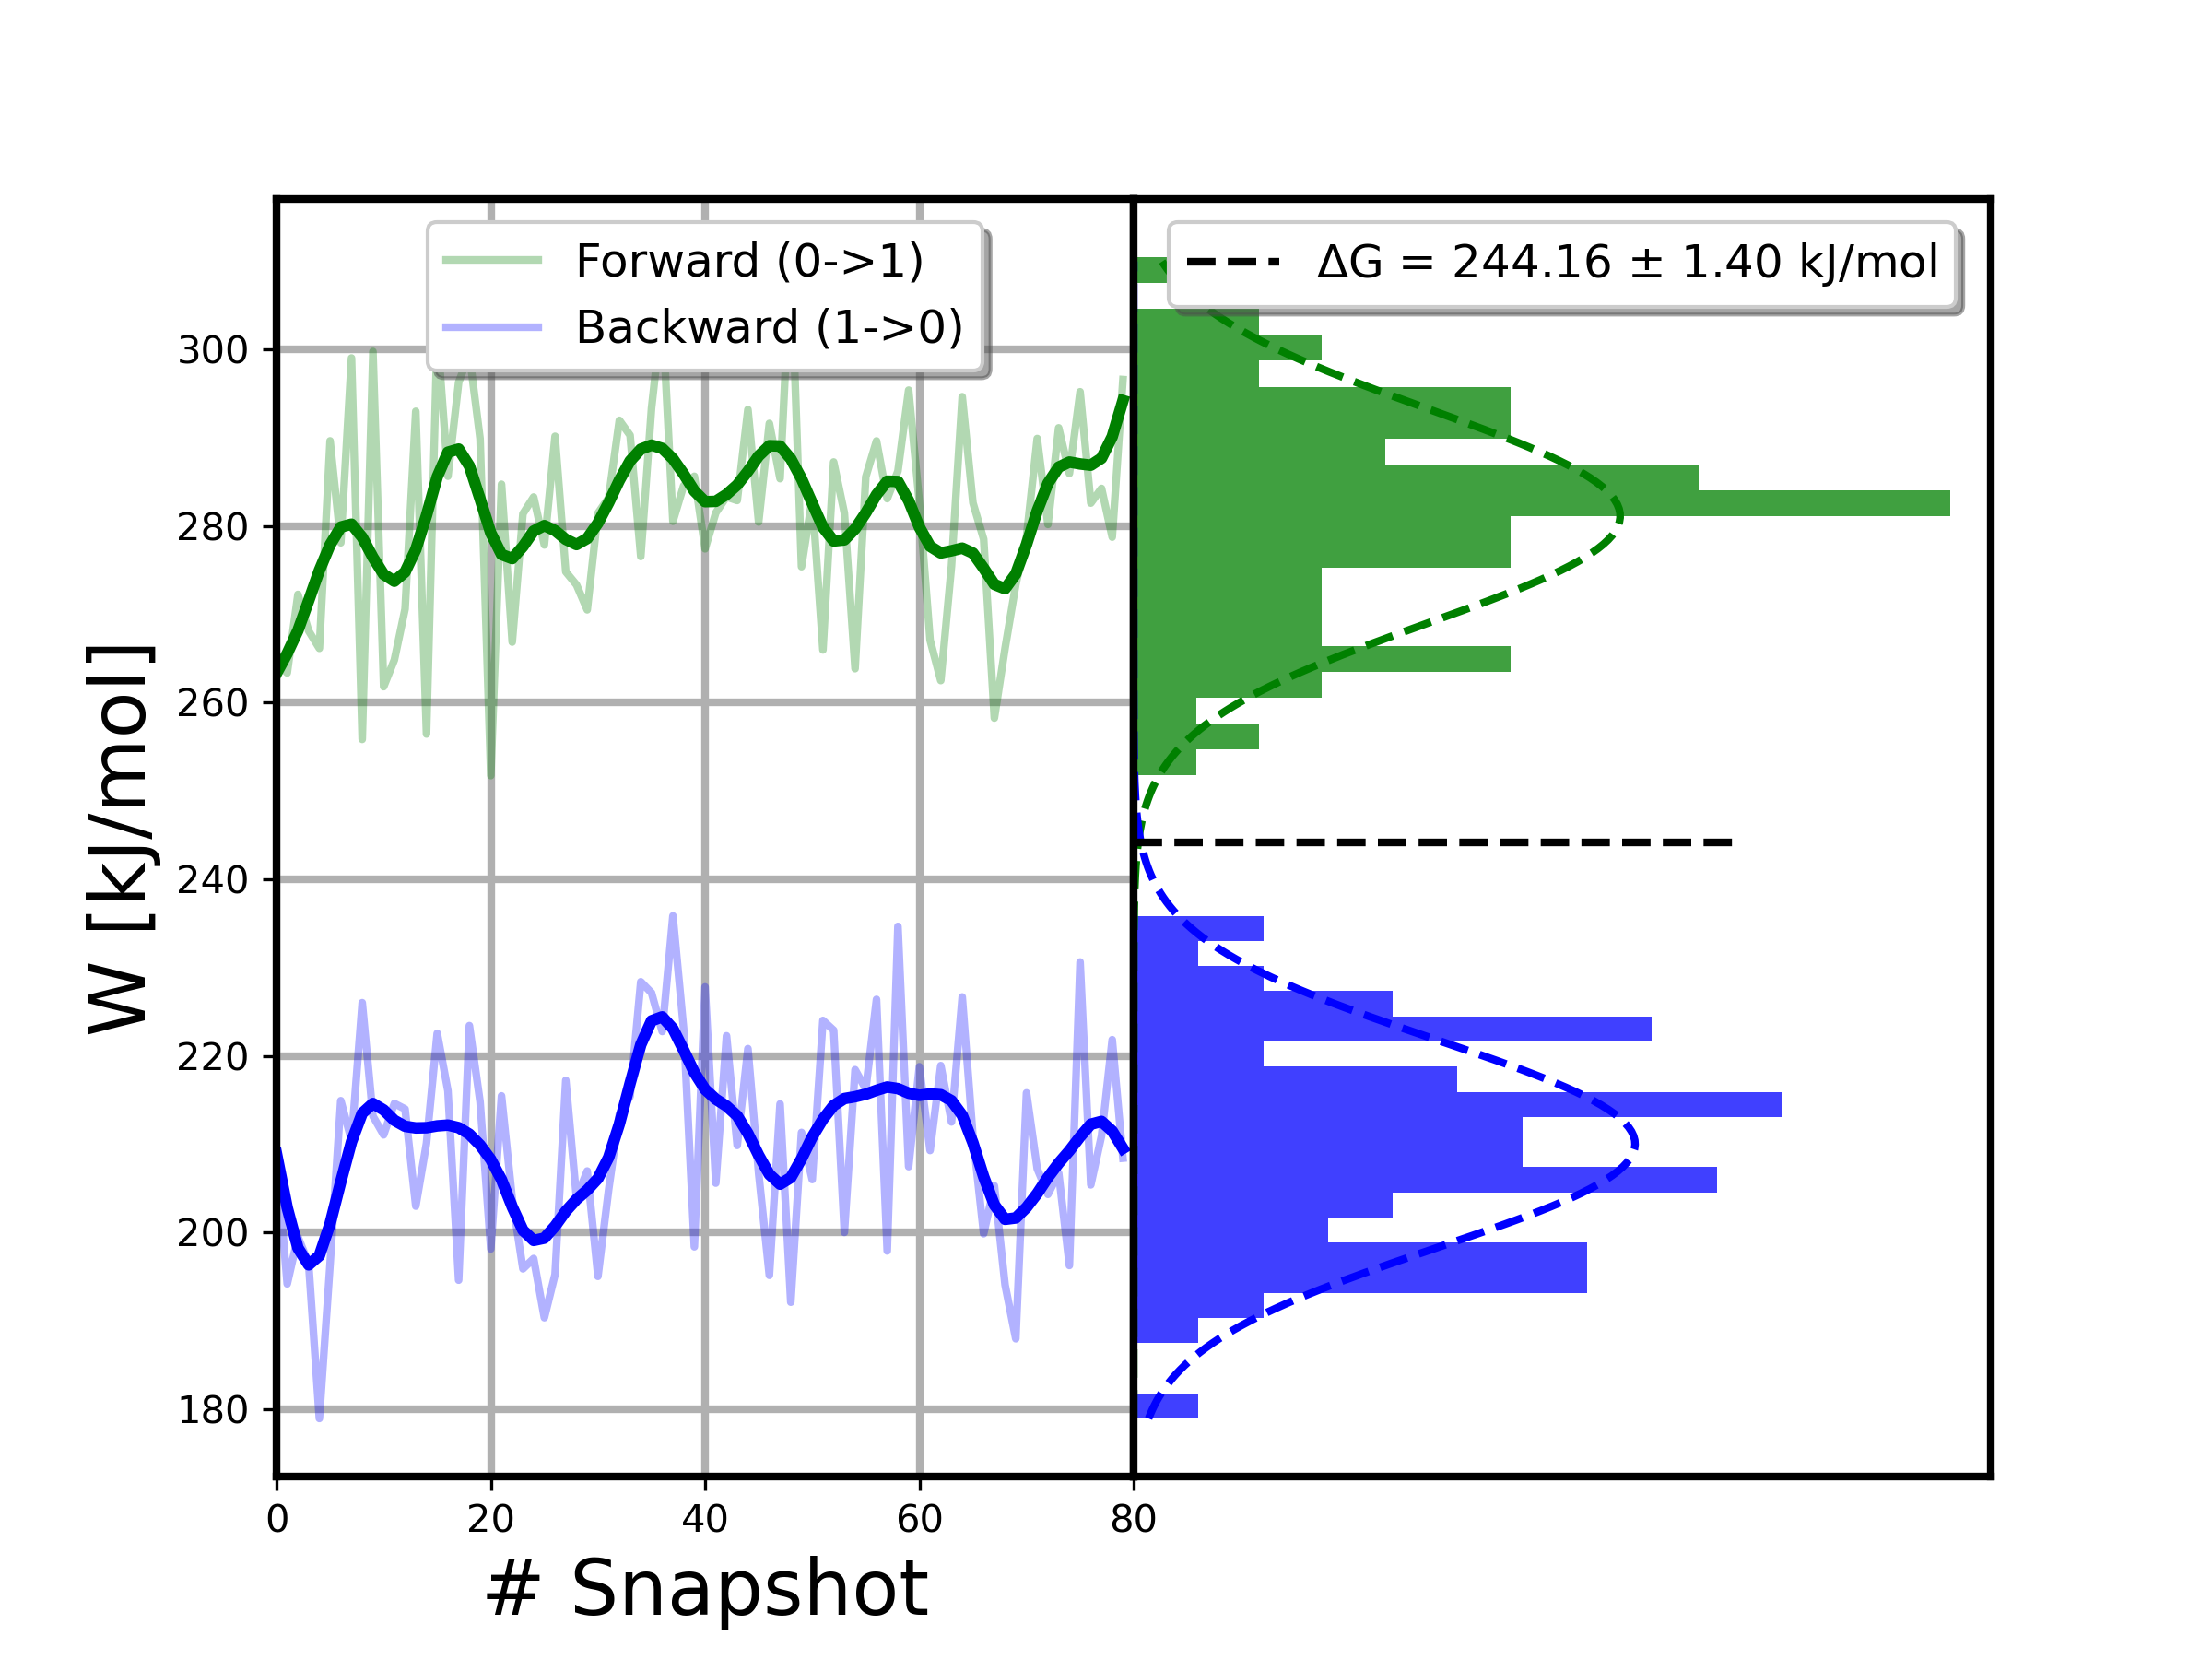 Forward (0->1)
Backward (1->0)
ΔG = 244.16 ± 1.40 kJ/mol
W [kJ/mol]
300
280
260
240
220
200
180
0 20 40 60 80
# Snapshot